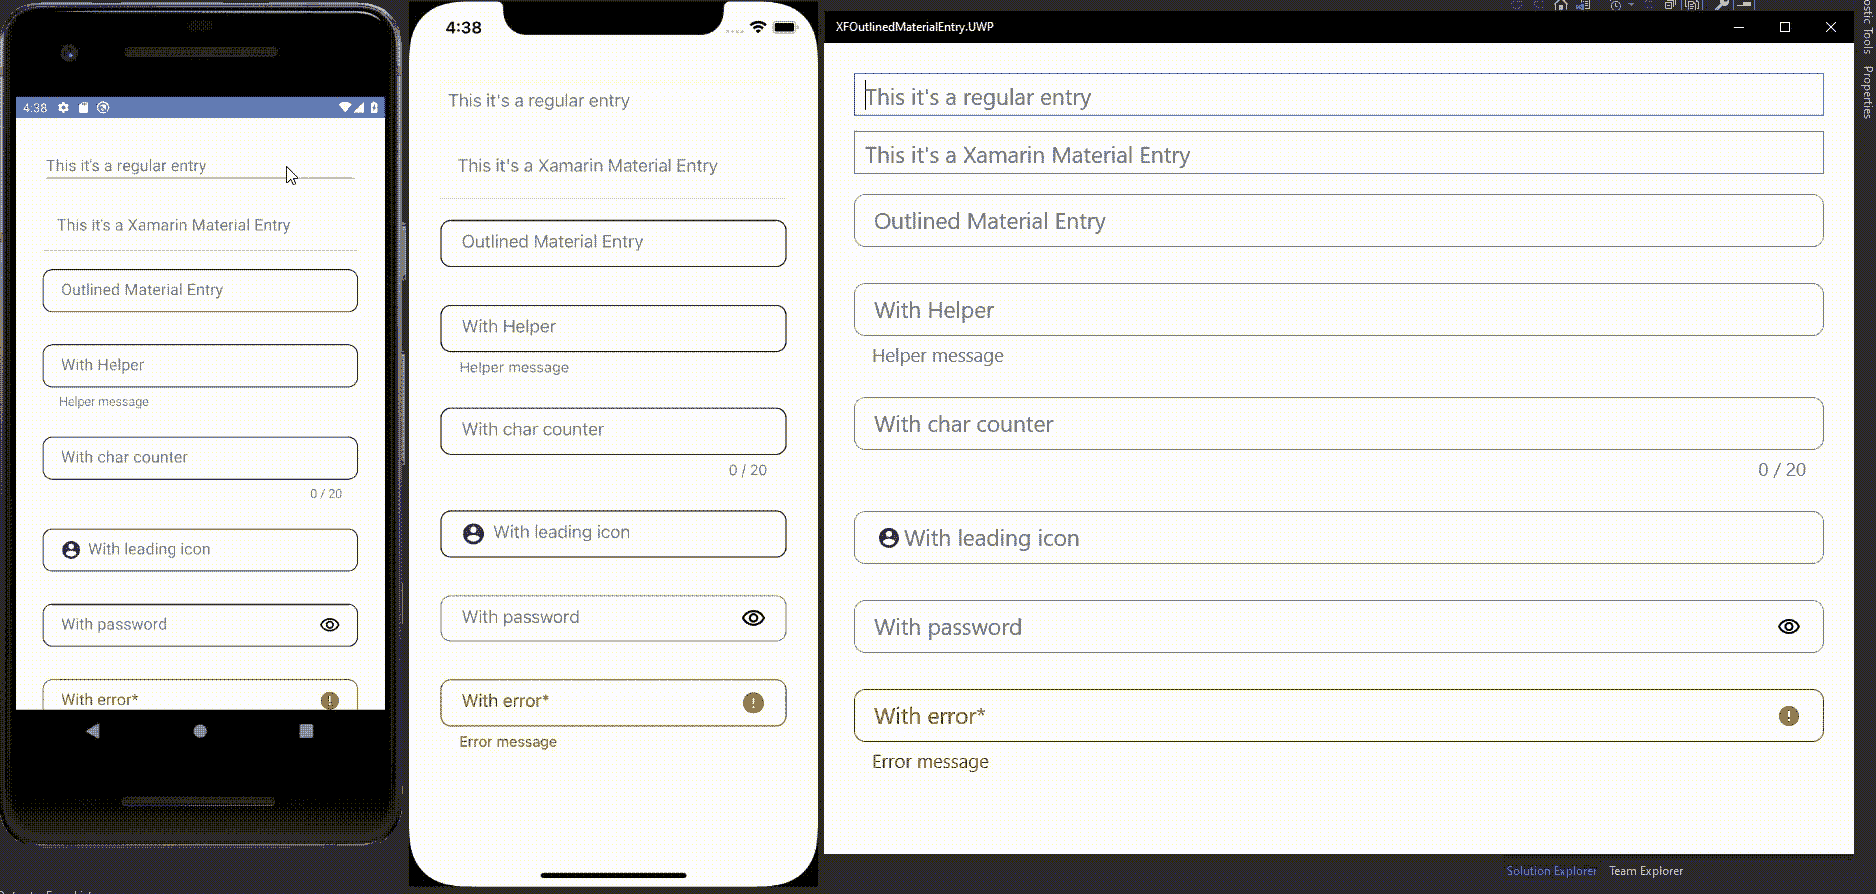 4:38
This it's a regular entry
This it's a Xamarin Material Entry
Outlined Material Entry
With Helper
Helper message
With char counter
0 / 20
With leading icon
With password
With error*
4:38
This it's a regular entry
This it's a Xamarin Material Entry
Outlined Material Entry
With Helper
Helper message
With char counter
0 / 20
With leading icon
With password
With error*
Error message
XFOutlinedMaterialEntry.UWP
This it's a regular entry
This it's a Xamarin Material Entry
Outlined Material Entry
With Helper
Helper message
With char counter
0 / 20
With leading icon
With password
With error*
Error message
Tools
Properties
Solution Explorer Team Explorer